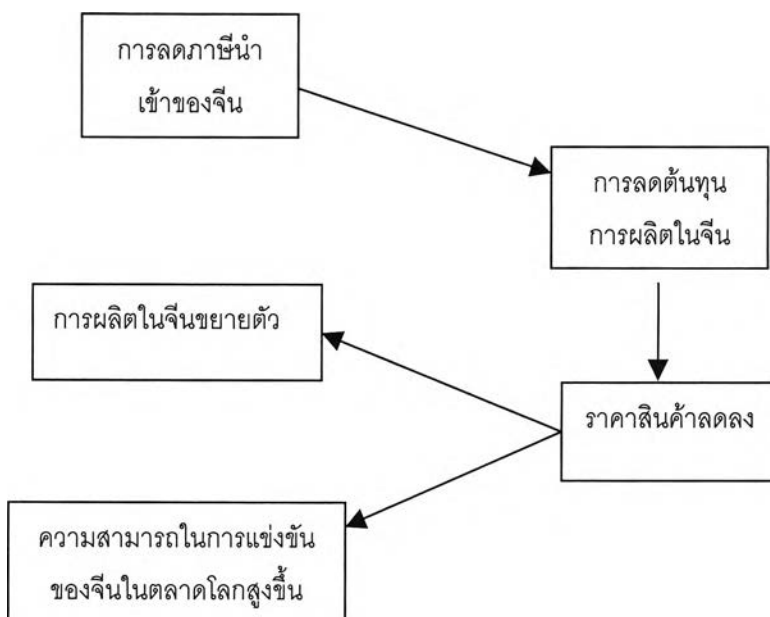 การลดภาษีนำ
เข้าของจีน
การลดต้นทุน
การผลิตในจีน
การผลิตในจีนขยายตัว
ราคาสินค้าลดลง
ความสามารถในการแข่งขัน
ของจีนในตลาดโลกสูงขึ้น